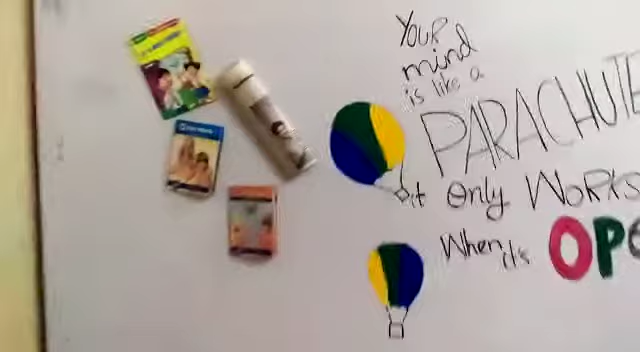 Your
mind
is like a
PARACHUTE
it Only WORKS
When it's OPE